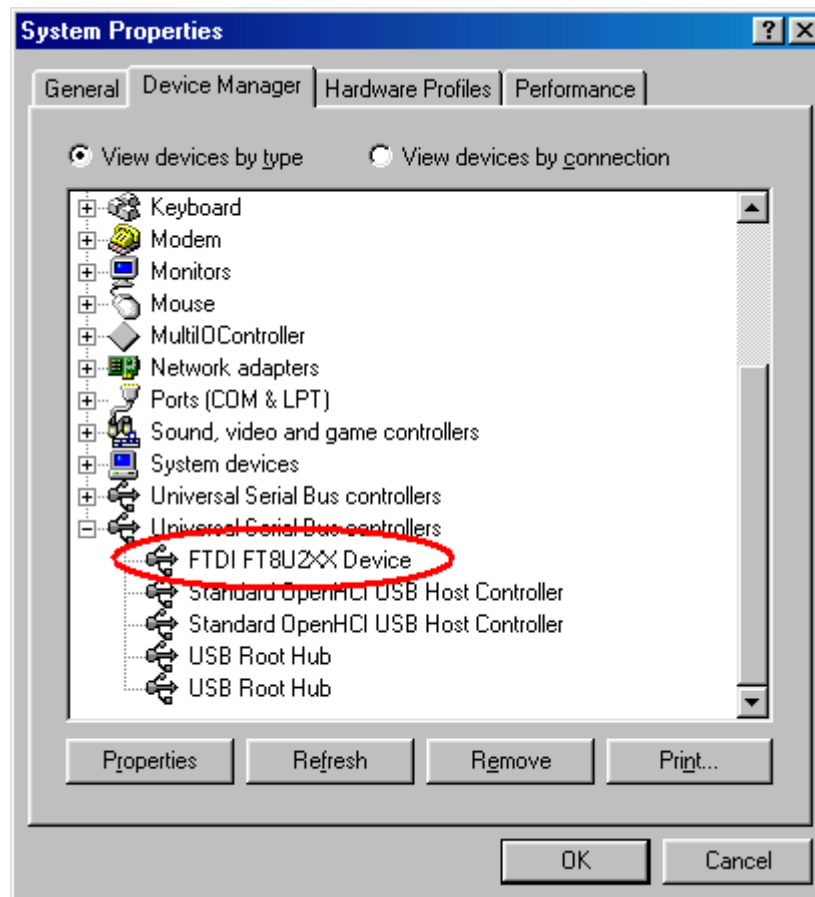 System Properties
General Device Manager Hardware Profiles Performance
View devices by type View devices by connection
Keyboard
Modem
Monitors
Mouse
MultiIOController
Network adapters
Ports (COM & LPT)
Sound, video and game controllers
System devices
Universal Serial Bus controllers
Universal Serial Bus controllers
FTDI FT8U2XX Device
Standard OpenHCI USB Host Controller
Standard OpenHCI USB Host Controller
USB Root Hub
USB Root Hub
Properties Refresh Remove Print...
OK Cancel